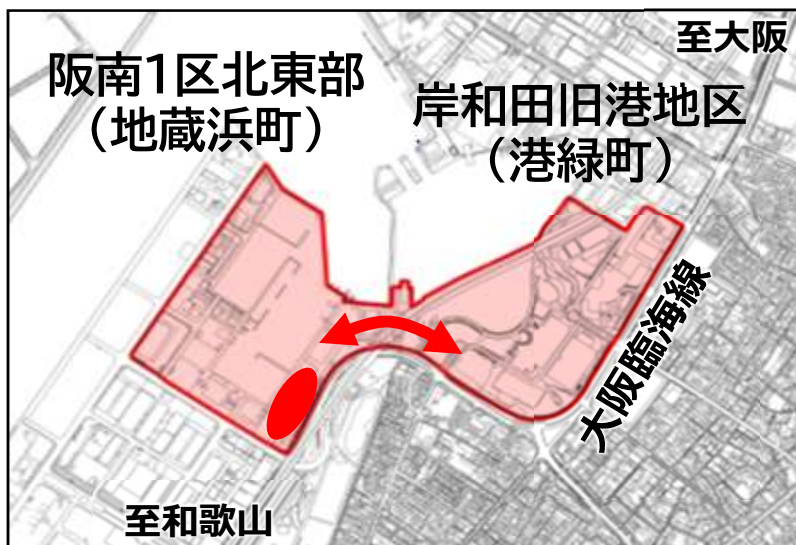 至大阪
阪南1区北東部
（地蔵浜町）
岸和田旧港地区
（港緑町）
大阪臨海線
至和歌山